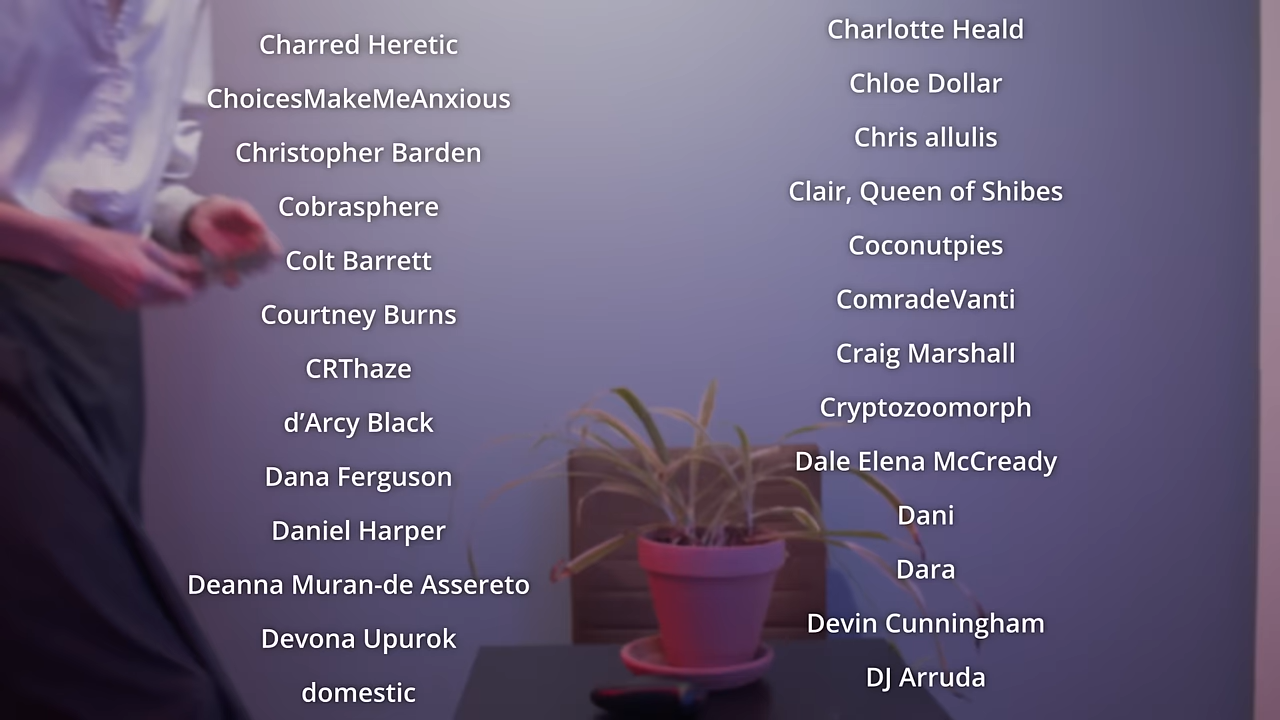 Charred Heretic
ChoicesMakeMeAnxious
Christopher Barden
Cobrasphere
Colt Barrett
Courtney Burns
CRThaze
d’Arcy Black
Dana Ferguson
Daniel Harper
Deanna Muran-de Assereto
Devona Upurok
domestic
Charlotte Heald
Chloe Dollar
Chris allulis
Clair, Queen of Shibes
Coconutpies
ComradeVanti
Craig Marshall
Cryptozoomorph
Dale Elena McCready
Dani
Dara
Devin Cunningham
DJ Arruda